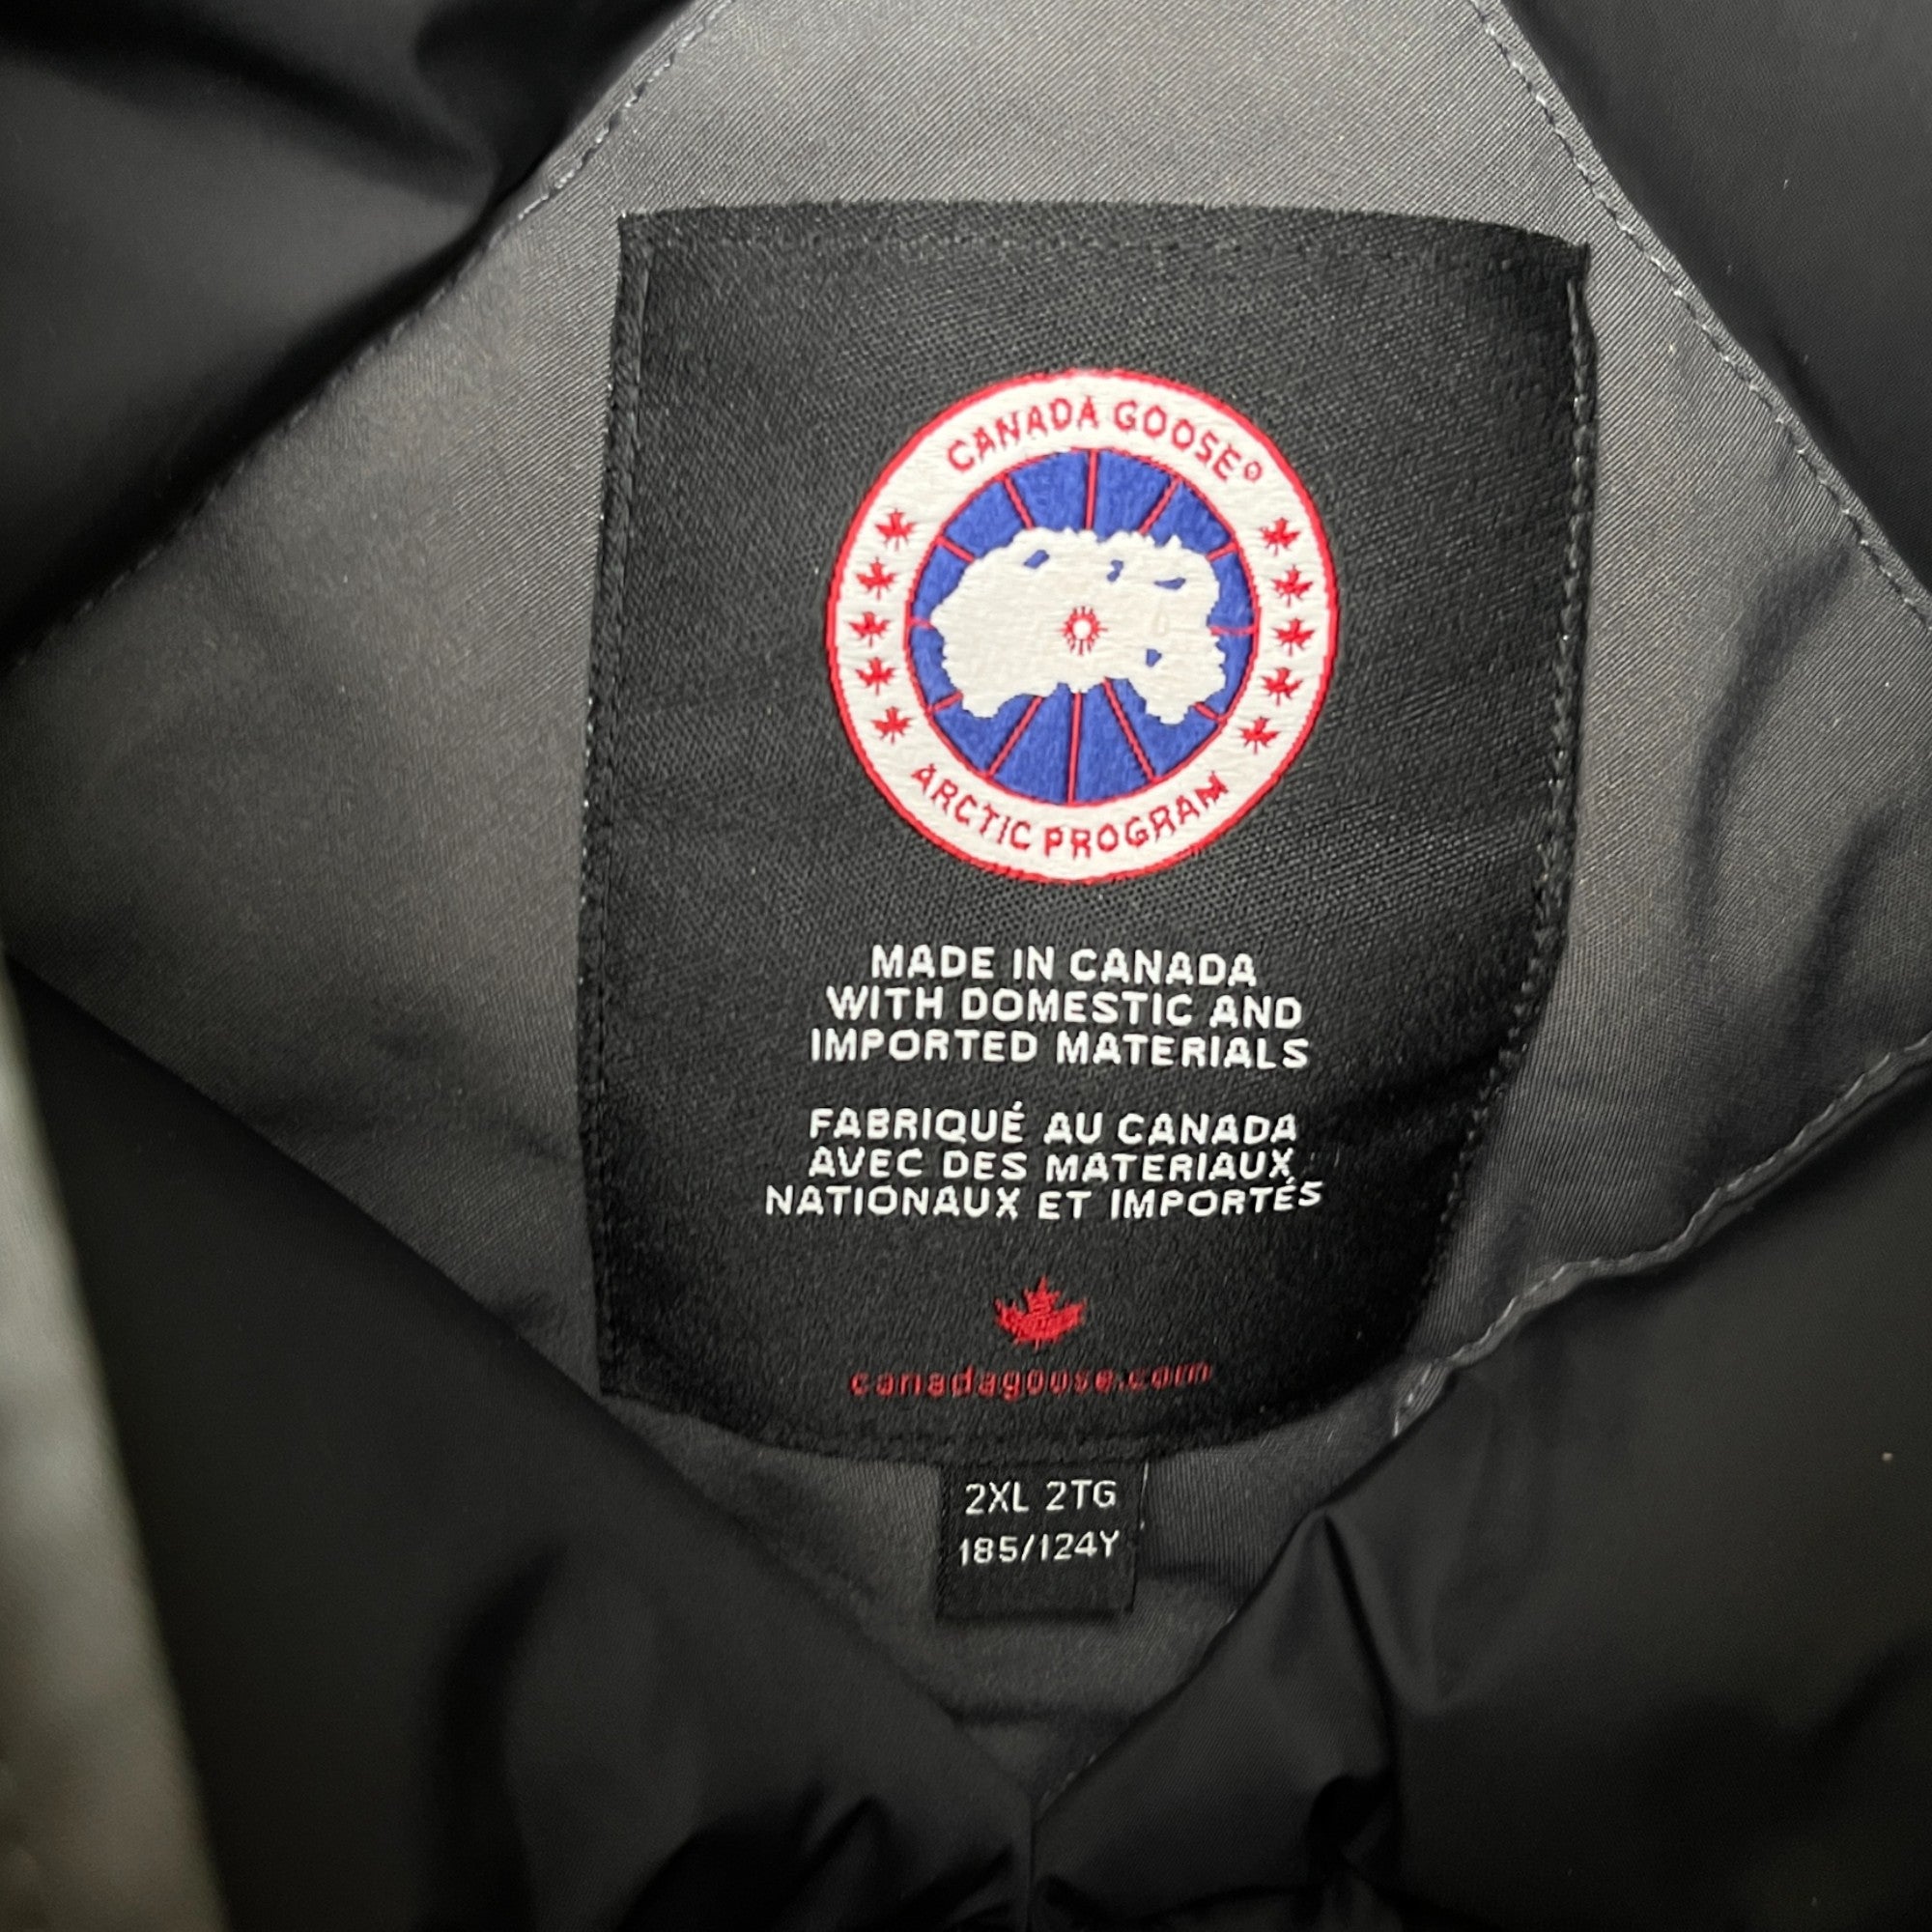 CANADA GOOSE®
ARCTIC PROGRAM
MADE IN CANADA
WITH DOMESTIC AND
IMPORTED MATERIALS
FABRIQUÉ AU CANADA
AVEC DES MATERIAUX
NATIONAUX ET IMPORTÉS
canadagoose.com
2XL 2TG
185/124Y